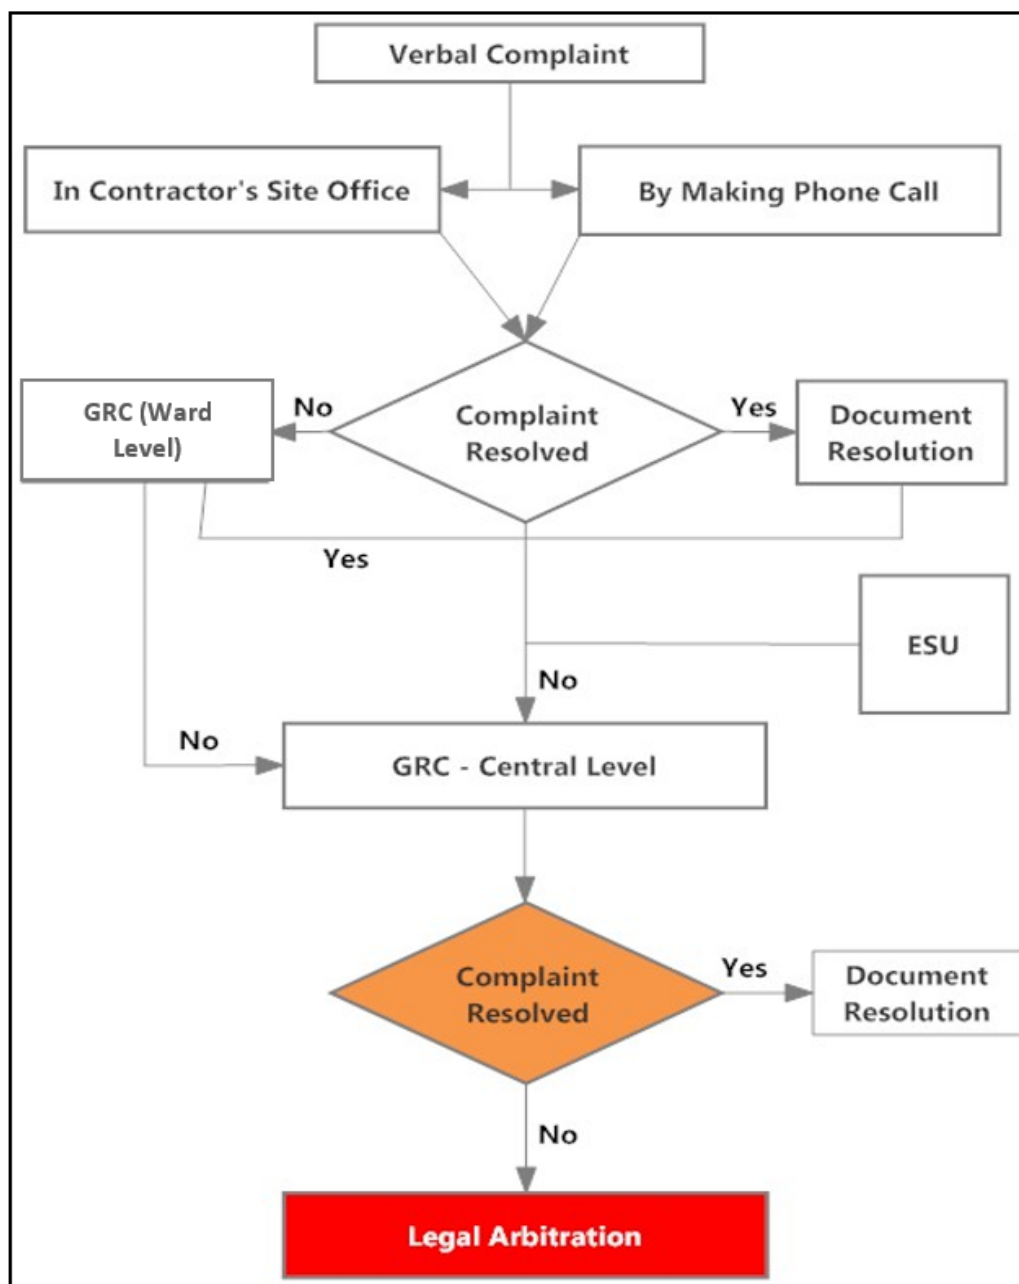 Verbal Complaint
In Contractor's Site Office
By Making Phone Call
GRC (Ward
Level)
No
Complaint
Resolved
Yes
Document
Resolution
Yes
ESU
No
No
GRC - Central Level
Complaint
Resolved
Yes
Document
Resolution
No
Legal Arbitration